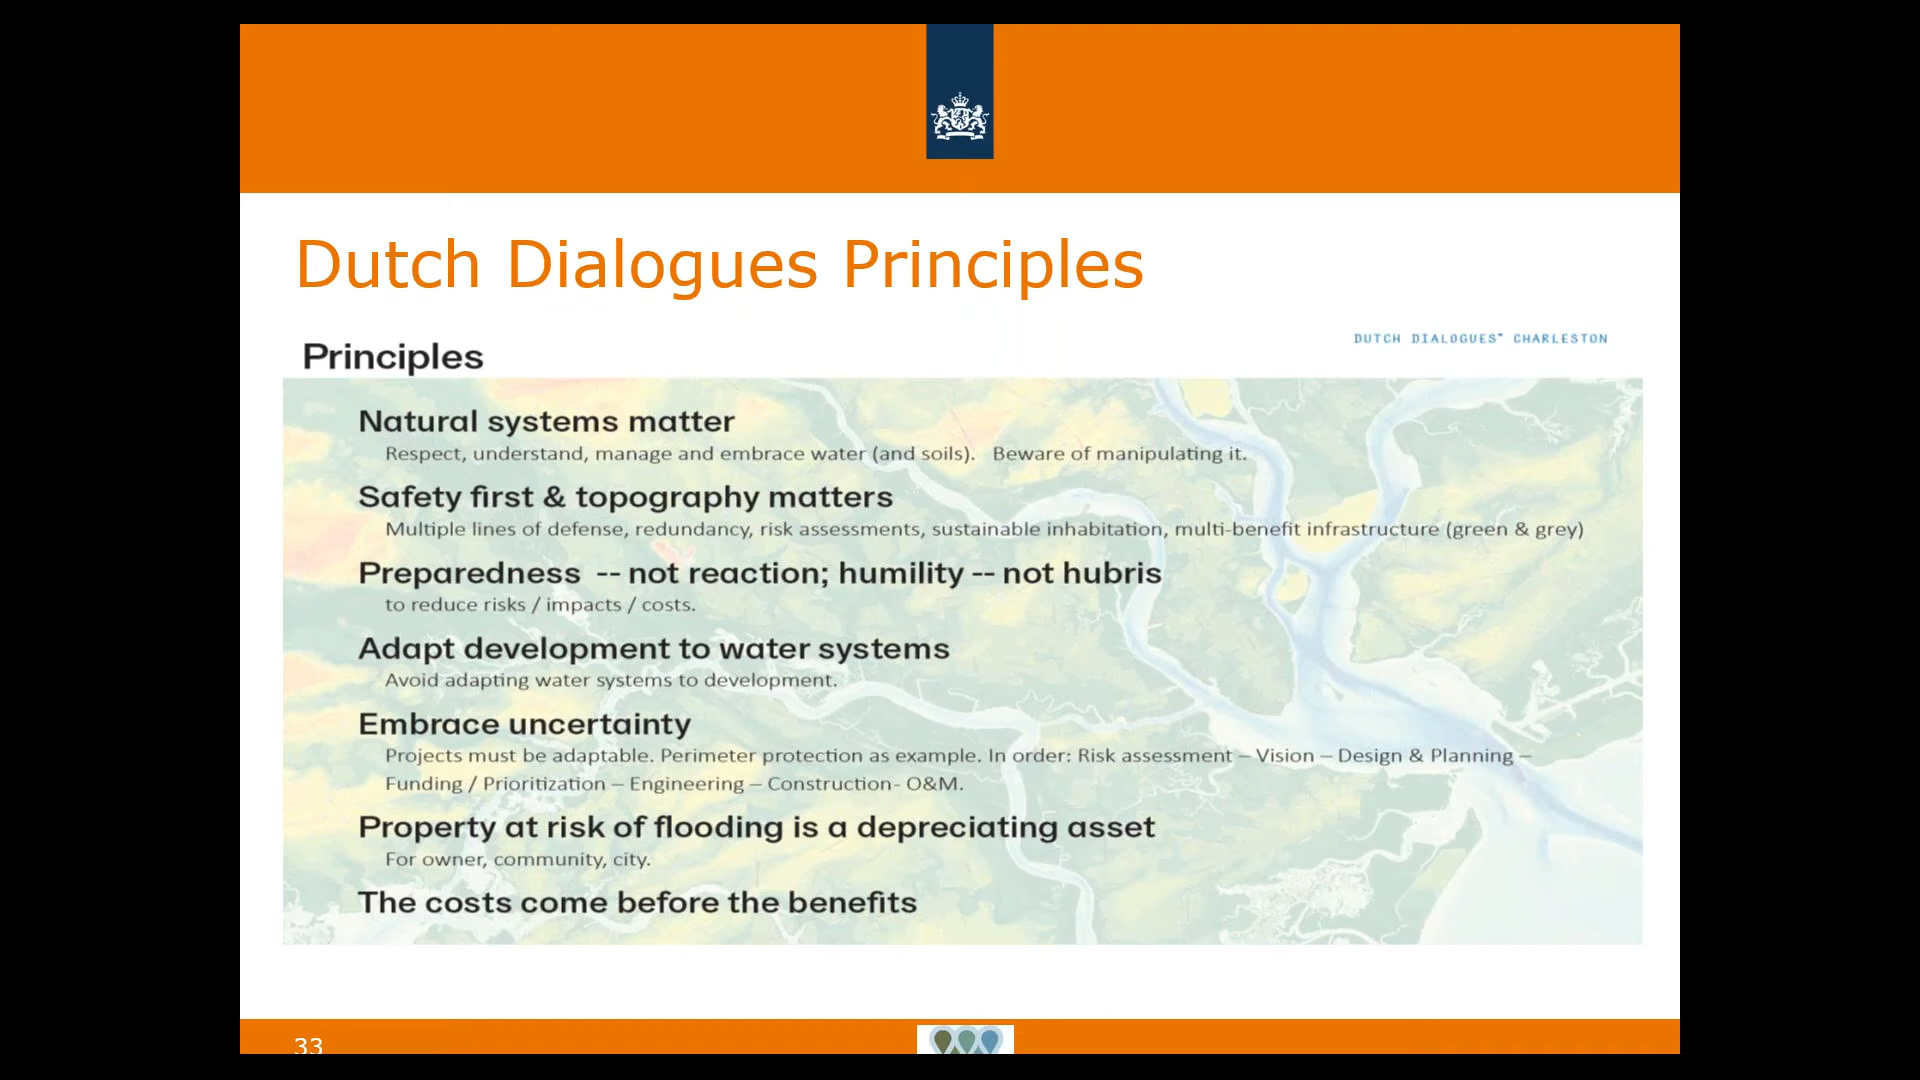 Dutch Dialogues Principles
DUTCH DIALOGUES™ CHARLESTON
Principles
Natural systems matter
Respect, understand, manage and embrace water (and soils).   Beware of manipulating it.
Safety first & topography matters
Multiple lines of defense, redundancy, risk assessments, sustainable inhabitation, multi-benefit infrastructure (green & grey)
Preparedness  -- not reaction; humility -- not hubris
to reduce risks / impacts / costs.
Adapt development to water systems
Avoid adapting water systems to development.
Embrace uncertainty
Projects must be adaptable. Perimeter protection as example. In order: Risk assessment – Vision – Design & Planning –
Funding / Prioritization – Engineering – Construction- O&M.
Property at risk of flooding is a depreciating asset
For owner, community, city.
The costs come before the benefits
33